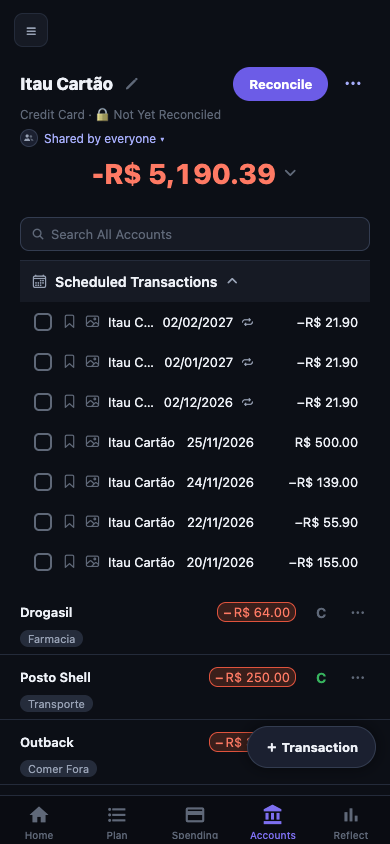 Itau Cartão
Reconcile
Credit Card · 🔒 Not Yet Reconciled
Shared by everyone ▾
-R$ 5,190.39
Search All Accounts
Scheduled Transactions
Itau C... 02/02/2027 −R$ 21.90
Itau C... 02/01/2027 −R$ 21.90
Itau C... 02/12/2026 −R$ 21.90
Itau Cartão 25/11/2026 R$ 500.00
Itau Cartão 24/11/2026 −R$ 139.00
Itau Cartão 22/11/2026 −R$ 55.90
Itau Cartão 20/11/2026 −R$ 155.00
Drogasil −R$ 64.00 C
Farmacia
Posto Shell −R$ 250.00 C
Transporte
Outback −R$
+ Transaction
Comer Fora
Home Plan Spending Accounts Reflect